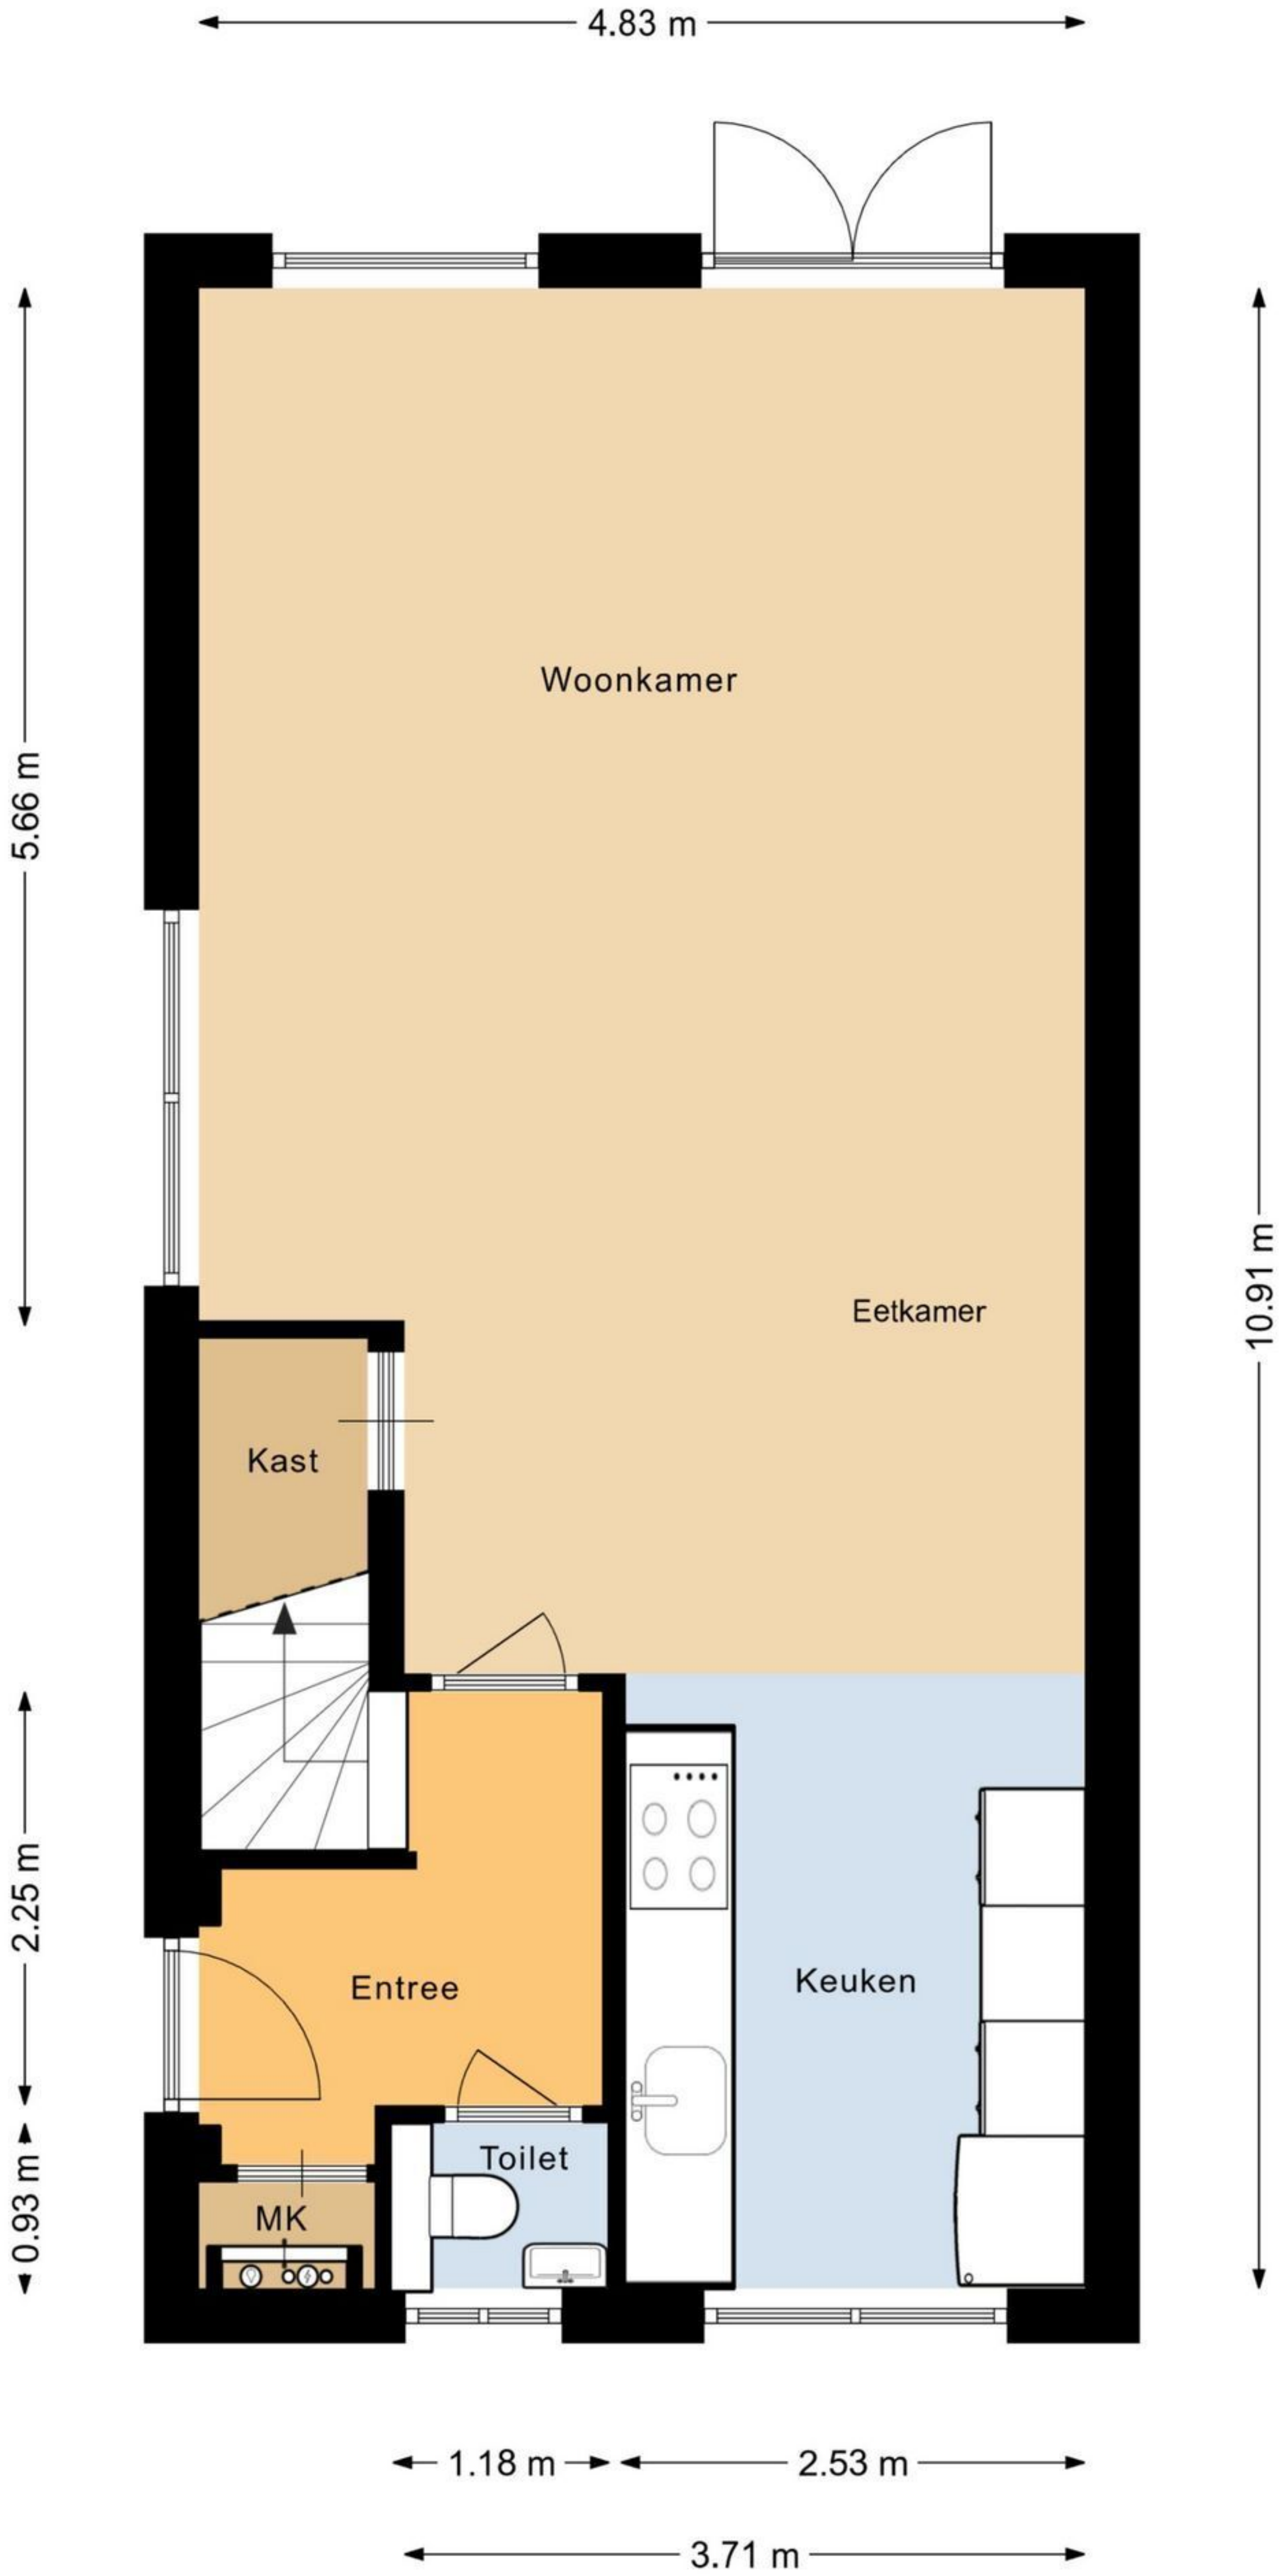 4.83 m
Woonkamer
5.66 m
Eetkamer
10.91 m
Kast
2.25 m
Entree
Keuken
Toilet
0.93 m
MK
1.18 m
2.53 m
3.71 m